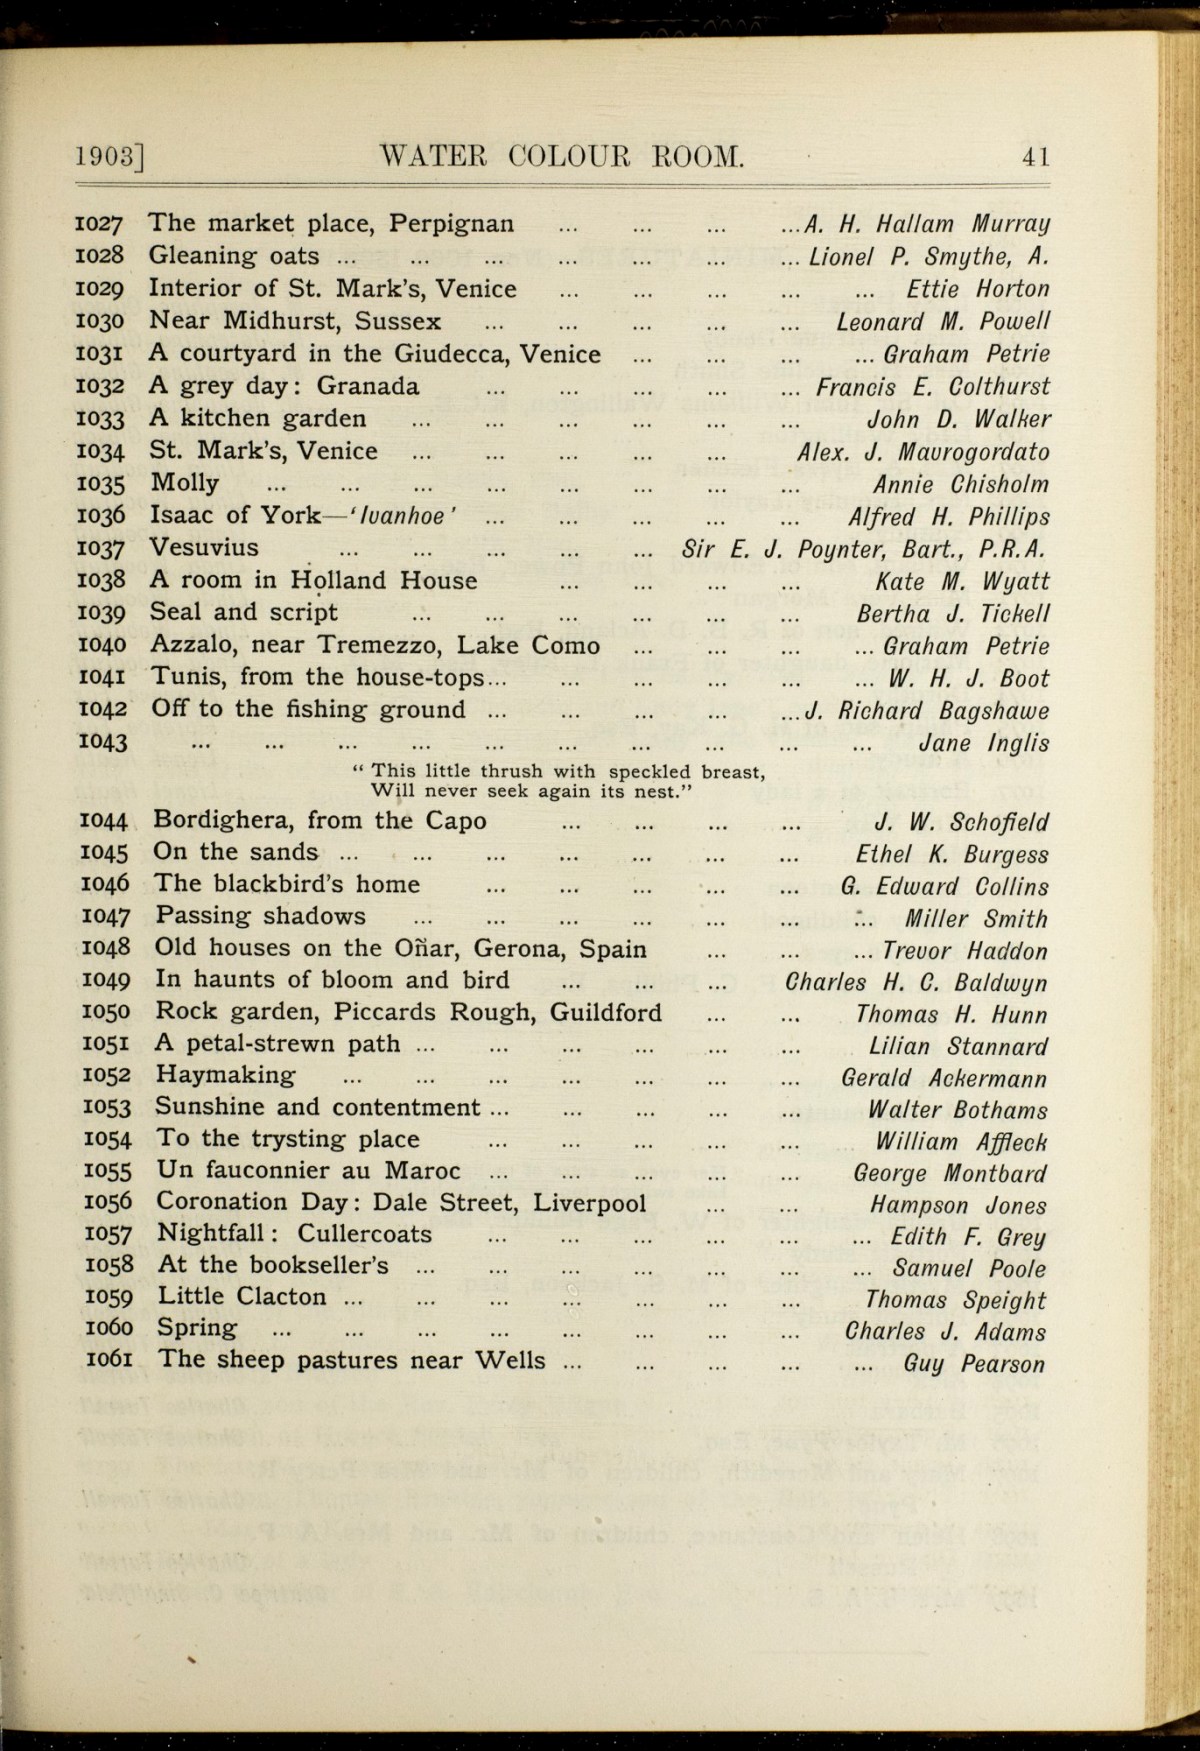 1903] WATER COLOUR ROOM. 41
1027 The market place, Perpignan ... ... ... ...A. H. Hallam Murray
1028 Gleaning oats ... ... ... ... ... ... ... Lionel P. Smythe, A.
1029 Interior of St. Mark's, Venice ... ... ... ... ... Ettie Horton
1030 Near Midhurst, Sussex ... ... ... ... ... Leonard M. Powell
1031 A courtyard in the Giudecca, Venice ... ... ... ... Graham Petrie
1032 A grey day: Granada ... ... ... ... ... Francis E. Colthurst
1033 A kitchen garden ... ... ... ... ... ... John D. Walker
1034 St. Mark's, Venice ... ... ... ... ... Alex. J. Mavrogordato
1035 Molly ... ... ... ... ... ... ... ... Annie Chisholm
1036 Isaac of York—'Ivanhoe' ... ... ... ... ... Alfred H. Phillips
1037 Vesuvius ... ... ... ... ... Sir E. J. Poynter, Bart., P.R.A.
1038 A room in Holland House ... ... ... ... Kate M. Wyatt
1039 Seal and script ... ... ... ... ... ... Bertha J. Tickell
1040 Azzalo, near Tremezzo, Lake Como ... ... ... ... Graham Petrie
1041 Tunis, from the house-tops... ... ... ... ... ... W. H. J. Boot
1042 Off to the fishing ground ... ... ... ... ...J. Richard Bagshawe
1043 ... ... ... ... ... ... ... ... ... ... Jane Inglis
" This little thrush with speckled breast,
Will never seek again its nest."
1044 Bordighera, from the Capo ... ... ... ... J. W. Schofield
1045 On the sands ... ... ... ... ... ... ... Ethel K. Burgess
1046 The blackbird's home ... ... ... ... ... G. Edward Collins
1047 Passing shadows ... ... ... ... ... ... ... Miller Smith
1048 Old houses on the Oñar, Gerona, Spain ... ... ... Trevor Haddon
1049 In haunts of bloom and bird ... ... ... Charles H. C. Baldwyn
1050 Rock garden, Piccards Rough, Guildford ... ... Thomas H. Hunn
1051 A petal-strewn path ... ... ... ... ... ... Lilian Stannard
1052 Haymaking ... ... ... ... ... ... ... Gerald Ackermann
1053 Sunshine and contentment ... ... ... ... ... Walter Bothams
1054 To the trysting place ... ... ... ... ... William Affleck
1055 Un fauconnier au Maroc ... ... ... ... ... George Montbard
1056 Coronation Day: Dale Street, Liverpool ... ... Hampson Jones
1057 Nightfall: Cullercoats ... ... ... ... ... ... Edith F. Grey
1058 At the bookseller's ... ... ... ... ... ... ... Samuel Poole
1059 Little Clacton ... ... ... ... ... ... ... Thomas Speight
1060 Spring ... ... ... ... ... ... ... ... Charles J. Adams
1061 The sheep pastures near Wells ... ... ... ... ... Guy Pearson